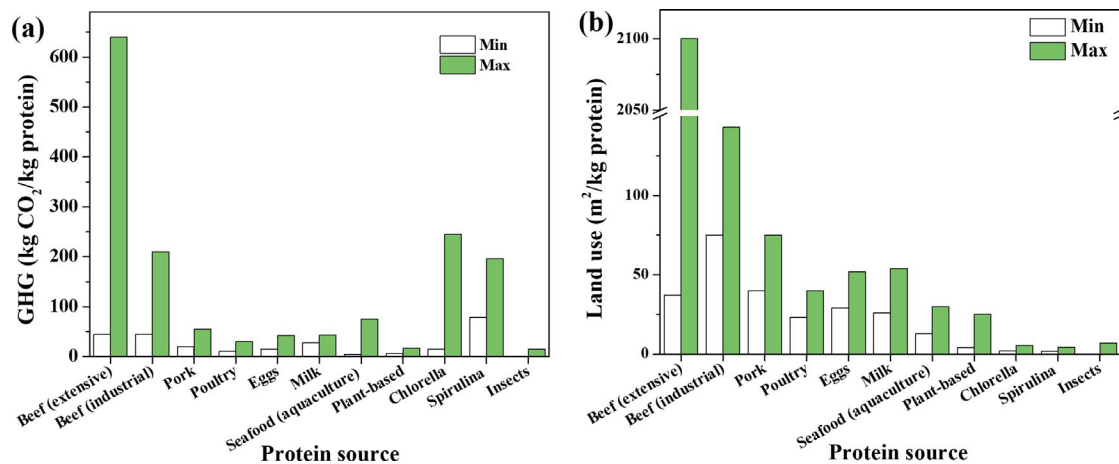 (a)
Min
Max
600
500
400
300
200
100
0
GHG (kg CO2/kg protein)
Beef (extensive)
Beef (industrial)
Pork
Poultry
Eggs
Milk
Seafood (aquaculture)
Plant-based
Chlorella
Spirulina
Insects
Protein source
(b)
Min
Max
2100
2050
100
50
0
Land use (m2/kg protein)
Beef (extensive)
Beef (industrial)
Pork
Poultry
Eggs
Milk
Seafood (aquaculture)
Plant-based
Chlorella
Spirulina
Insects
Protein source